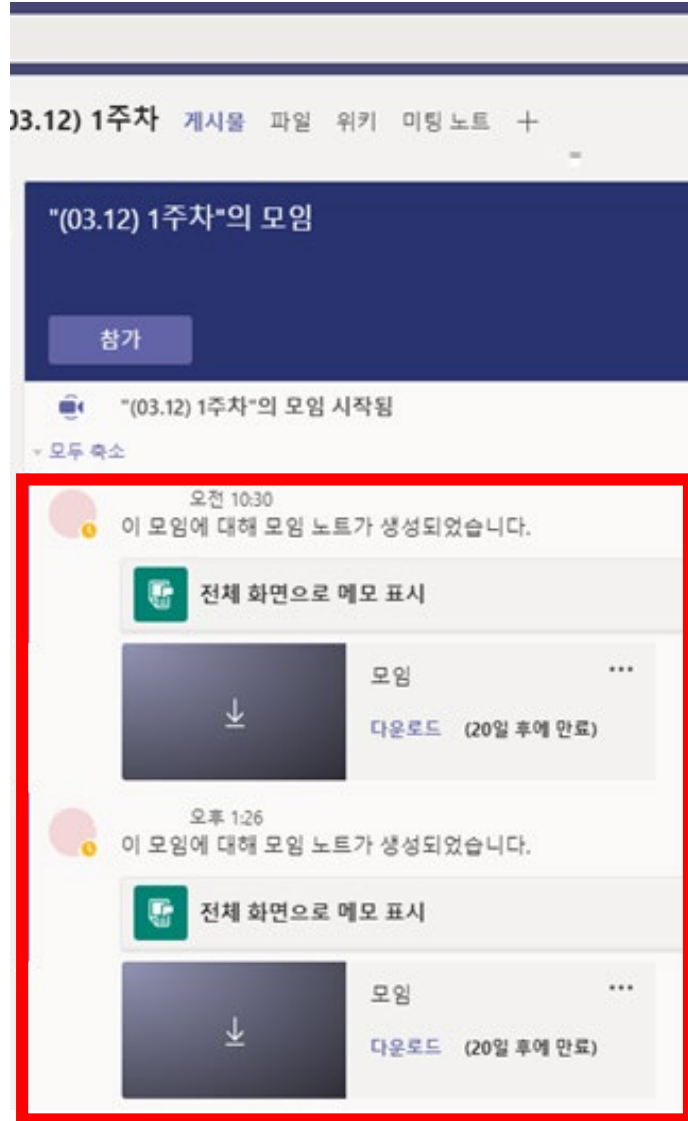 03.12) 1주차 게시물 파일 위키 미팅 노트 +
"(03.12) 1주차"의 모임
참가
"(03.12) 1주차"의 모임 시작됨
모두 축소
오전 10:30
이 모임에 대해 모임 노트가 생성되었습니다.
전체 화면으로 메모 표시
모임 ...
다운로드 (20일 후에 만료)
오후 1:26
이 모임에 대해 모임 노트가 생성되었습니다.
전체 화면으로 메모 표시
모임 ...
다운로드 (20일 후에 만료)